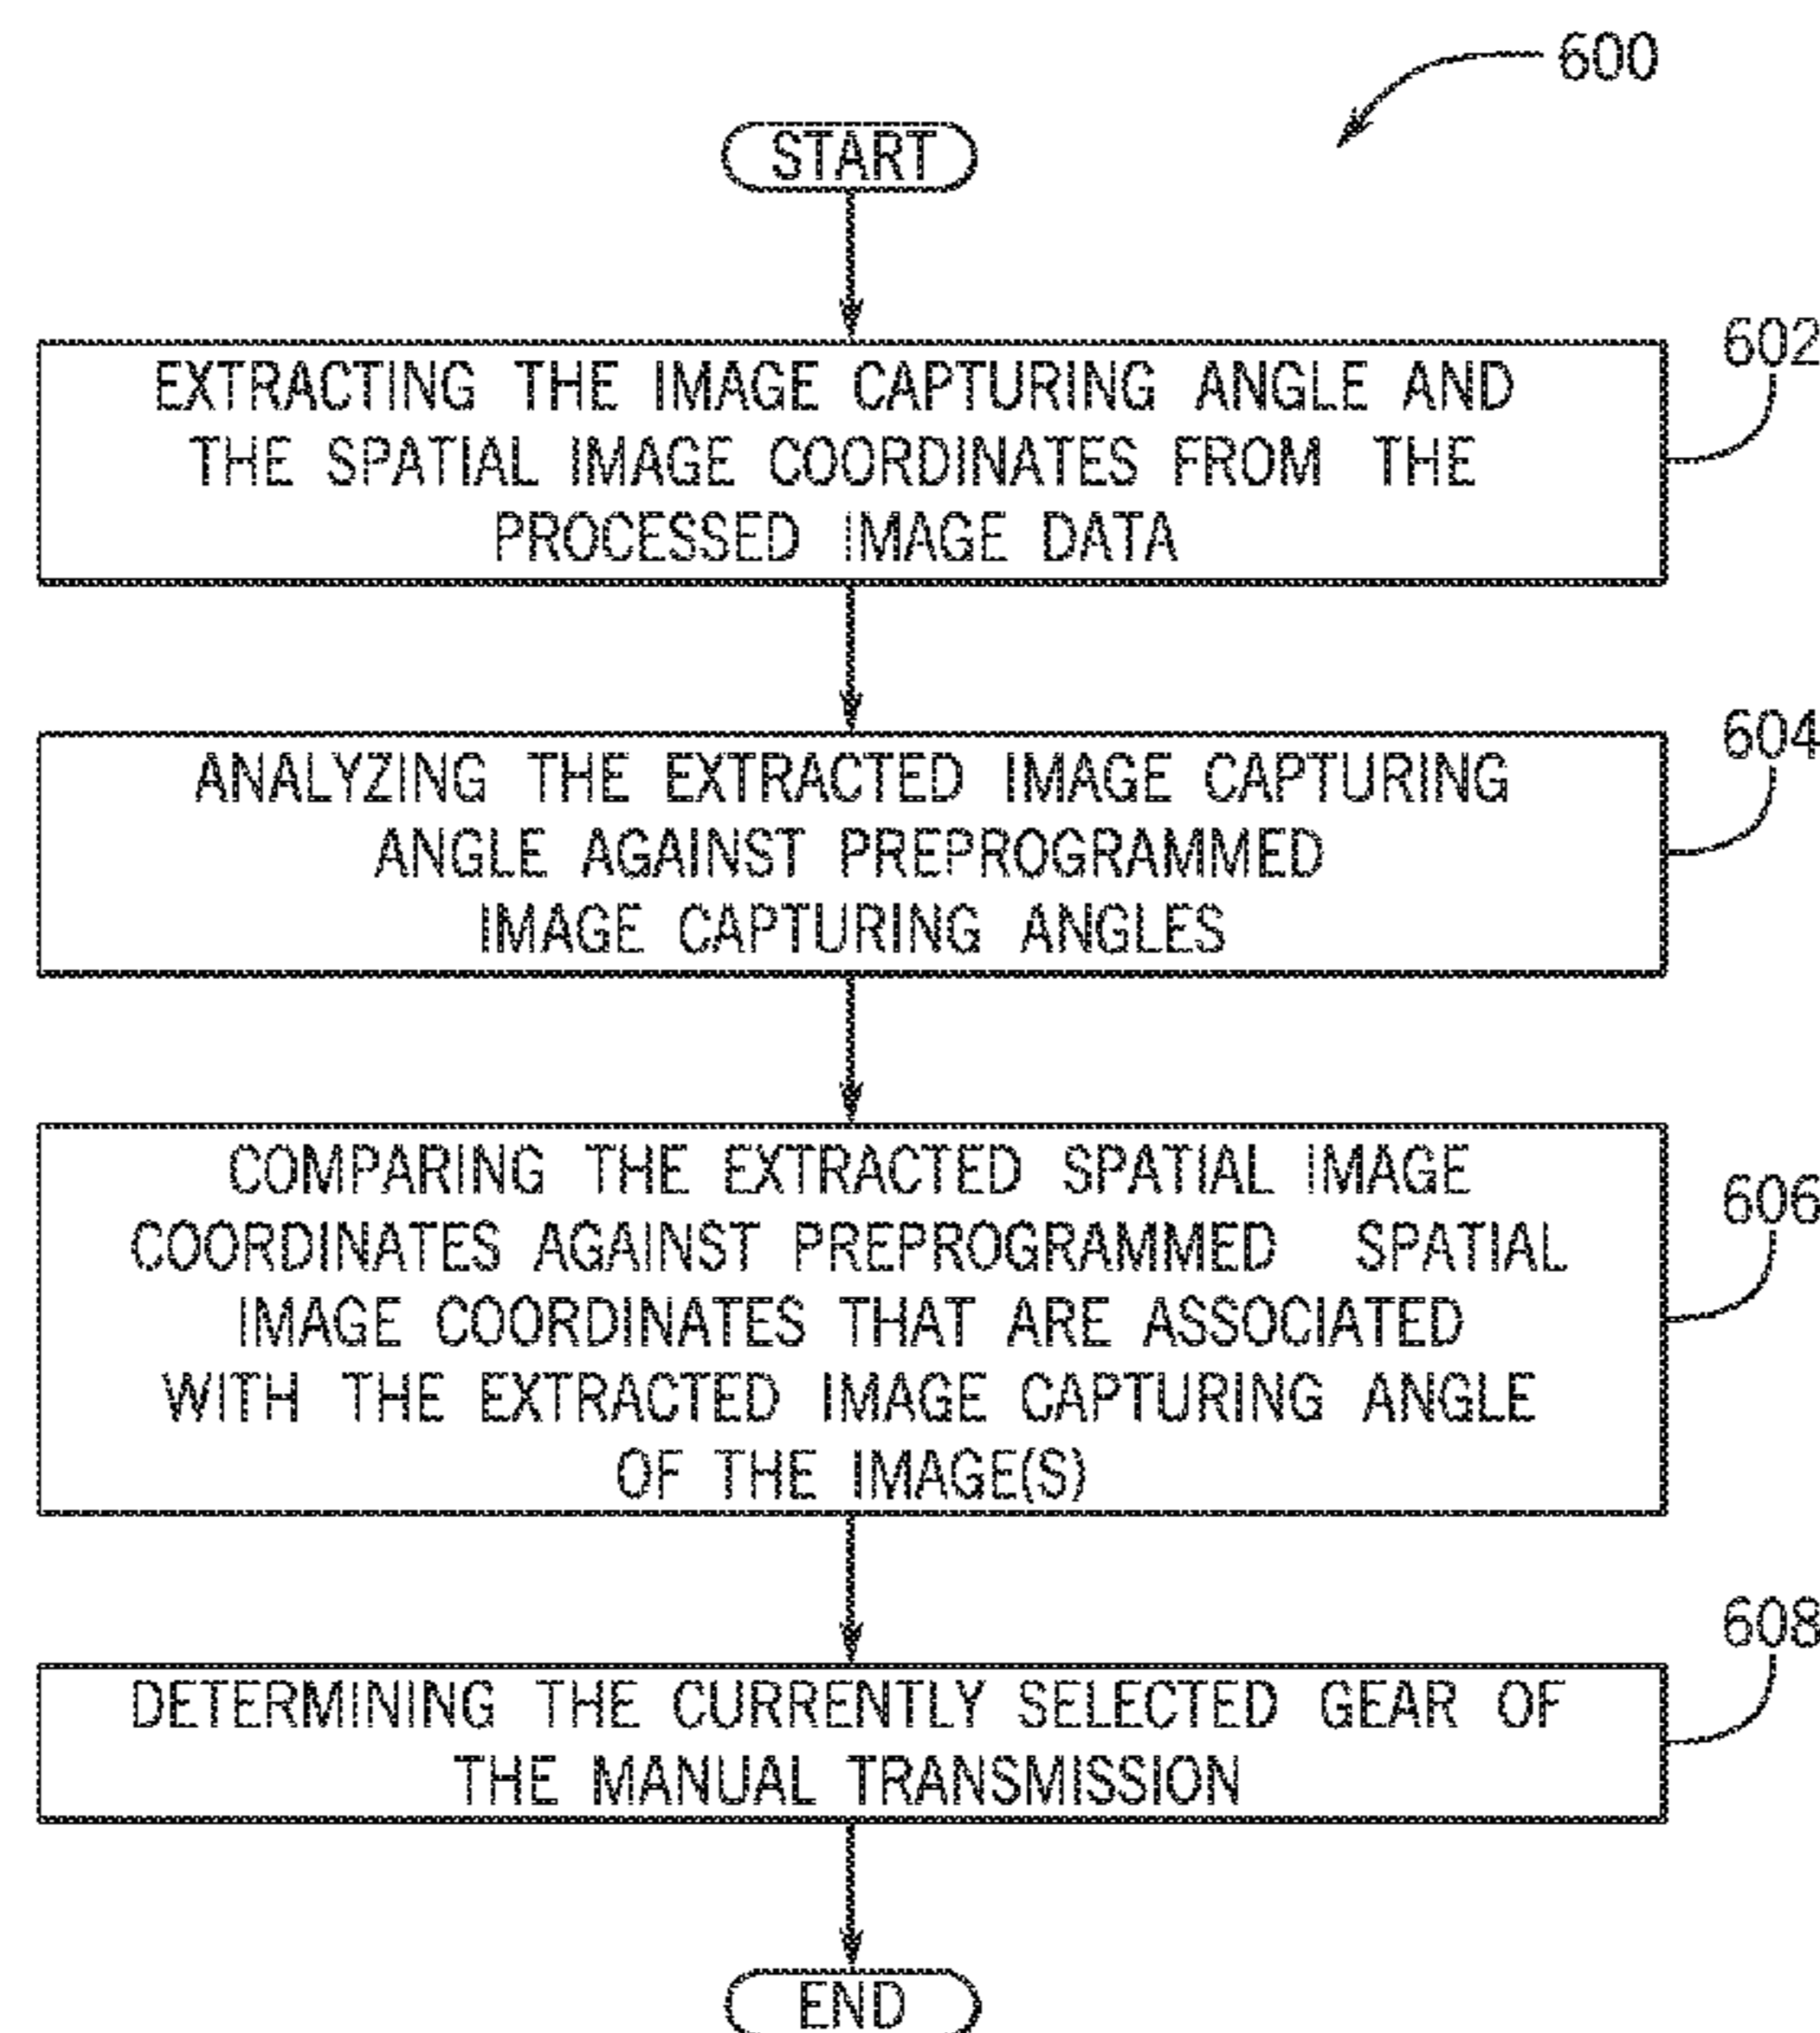 600
START
602
EXTRACTING THE IMAGE CAPTURING ANGLE AND
THE SPATIAL IMAGE COORDINATES FROM THE
PROCESSED IMAGE DATA
604
ANALYZING THE EXTRACTED IMAGE CAPTURING
ANGLE AGAINST PREPROGRAMMED
IMAGE CAPTURING ANGLES
606
COMPARING THE EXTRACTED SPATIAL IMAGE
COORDINATES AGAINST PREPROGRAMMED SPATIAL
IMAGE COORDINATES THAT ARE ASSOCIATED
WITH THE EXTRACTED IMAGE CAPTURING ANGLE
OF THE IMAGE(S)
608
DETERMINING THE CURRENTLY SELECTED GEAR OF
THE MANUAL TRANSMISSION
END